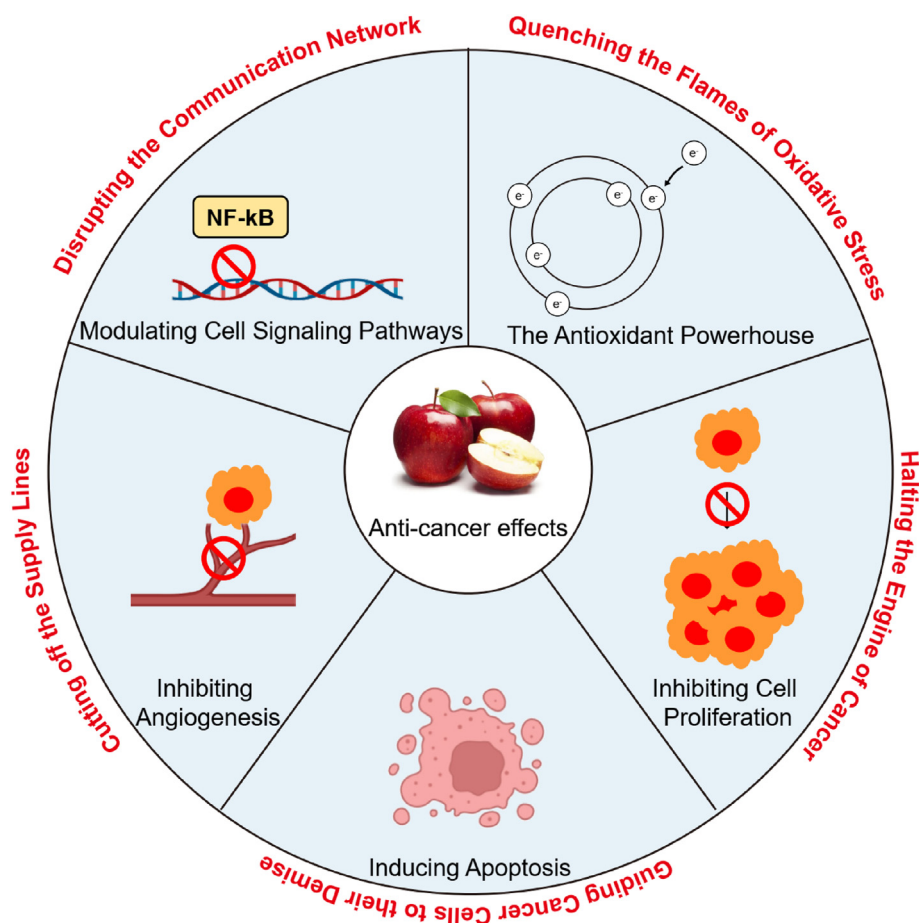 Disrupting the Communication Network
Quenching the Flames of Oxidative Stress
NF-kB
e-
e-
e-
e-
e-
e-
Modulating Cell Signaling Pathways
The Antioxidant Powerhouse
Anti-cancer effects
Cutting off the Supply Lines
Halting the Engine of Cancer
Inhibiting
Angiogenesis
Inhibiting Cell
Proliferation
Inducing Apoptosis
Guiding Cancer Cells to their Demise